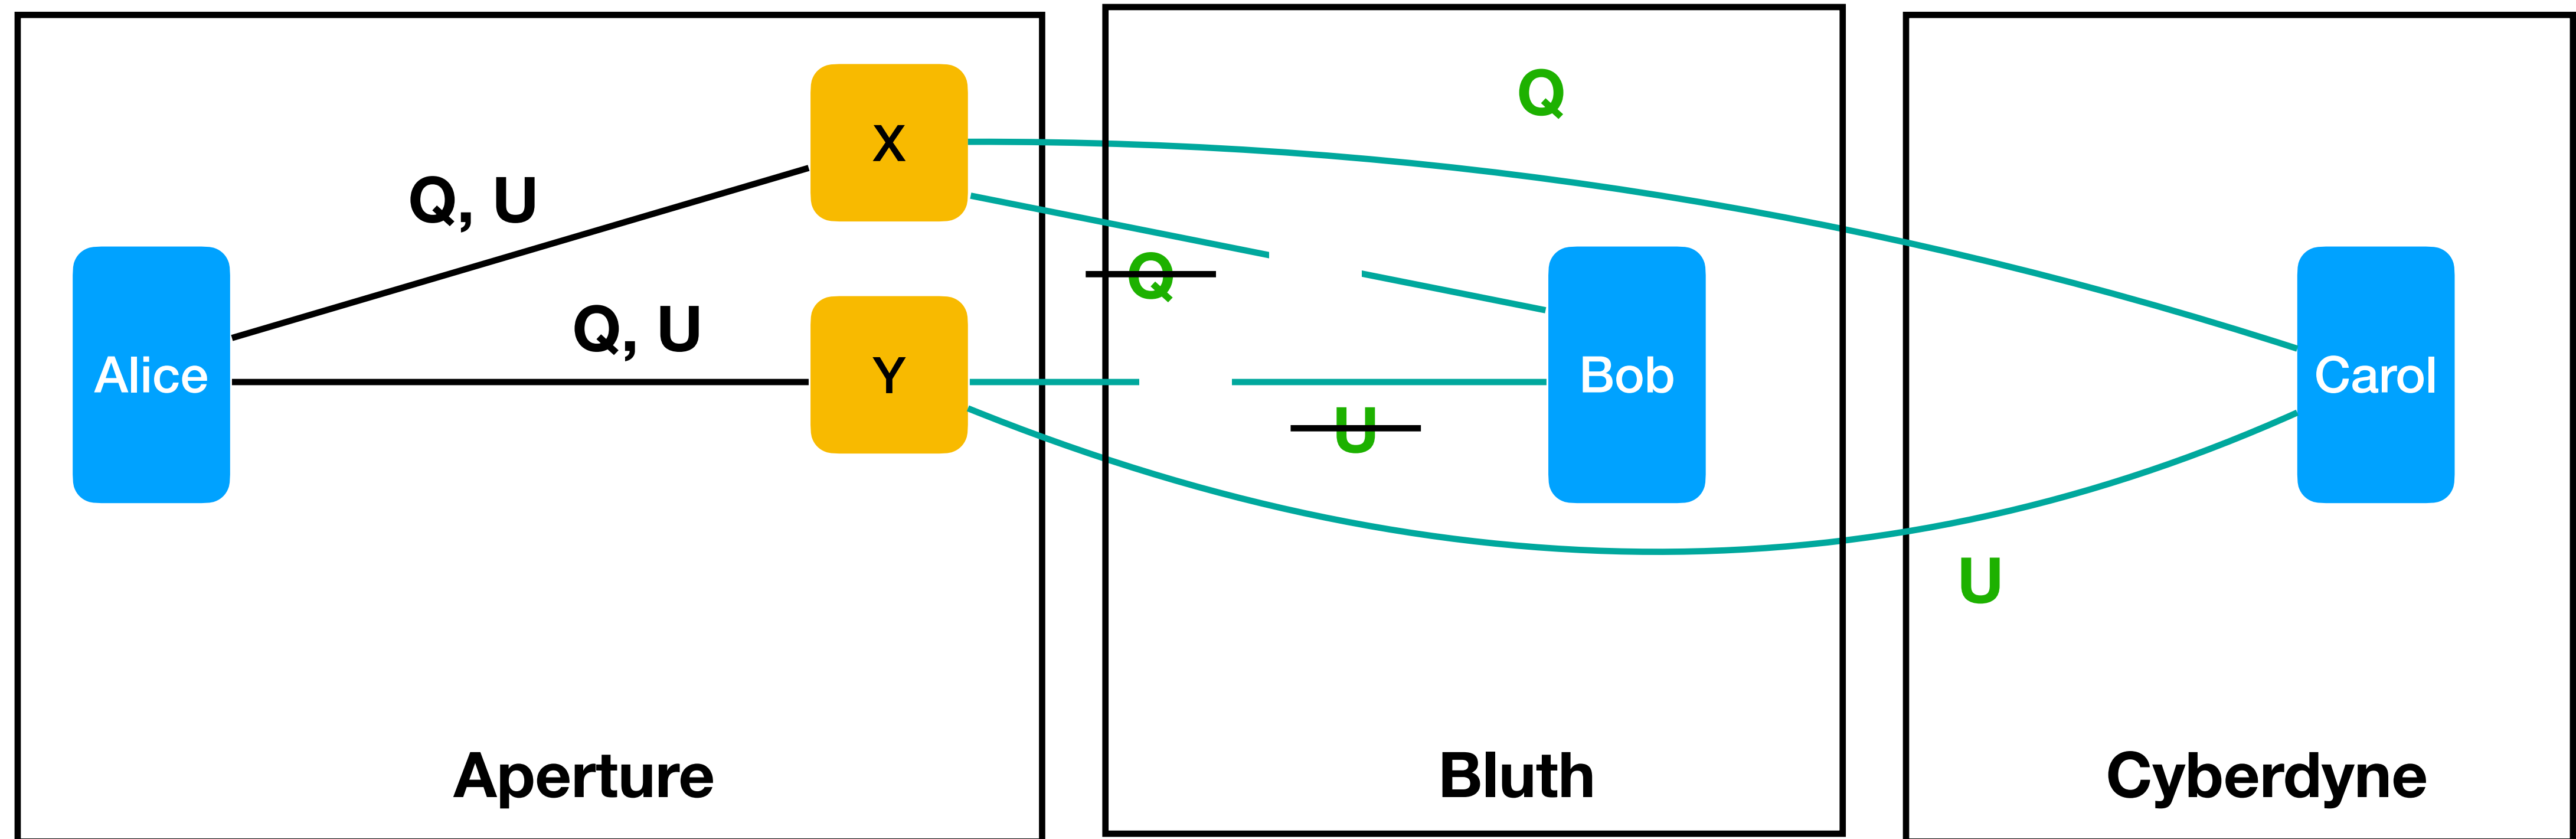 Q
X
Q, U
Q
Q, U
Alice
Y
Bob
Carol
U
U
Aperture
Bluth
Cyberdyne